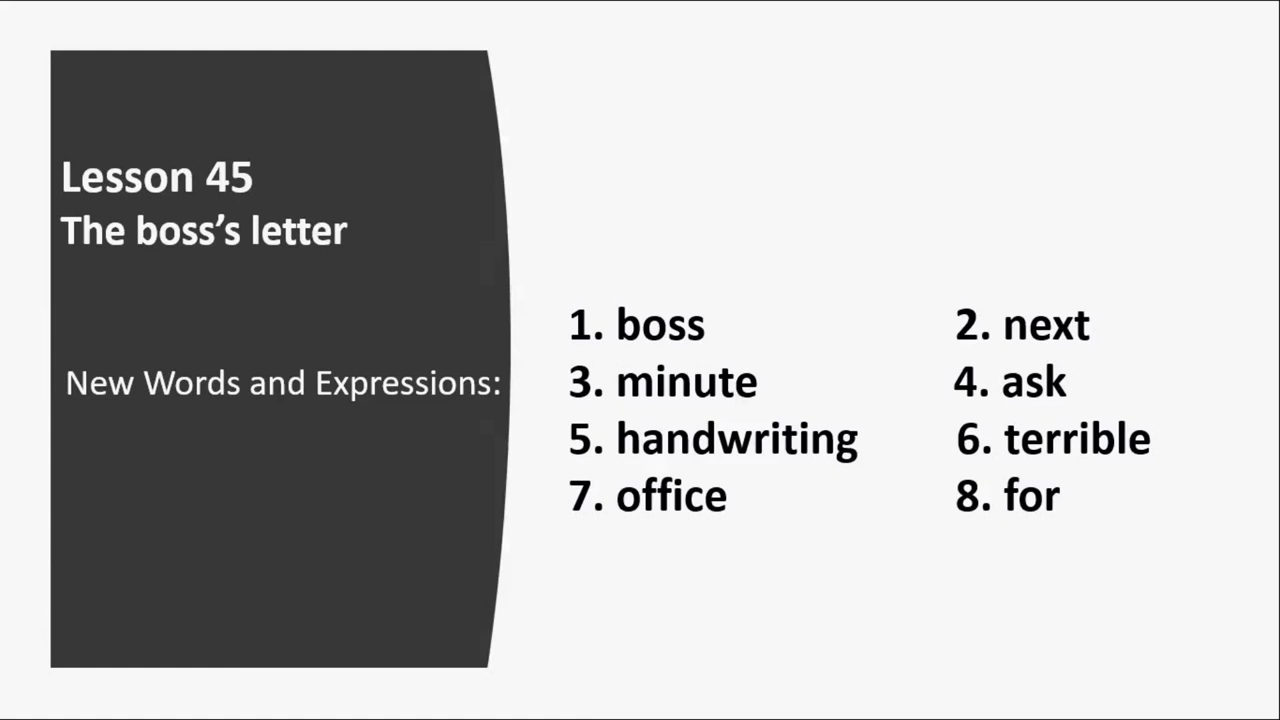 Lesson 45
The boss’s letter
New Words and Expressions:
1. boss 2. next
3. minute 4. ask
5. handwriting 6. terrible
7. office 8. for